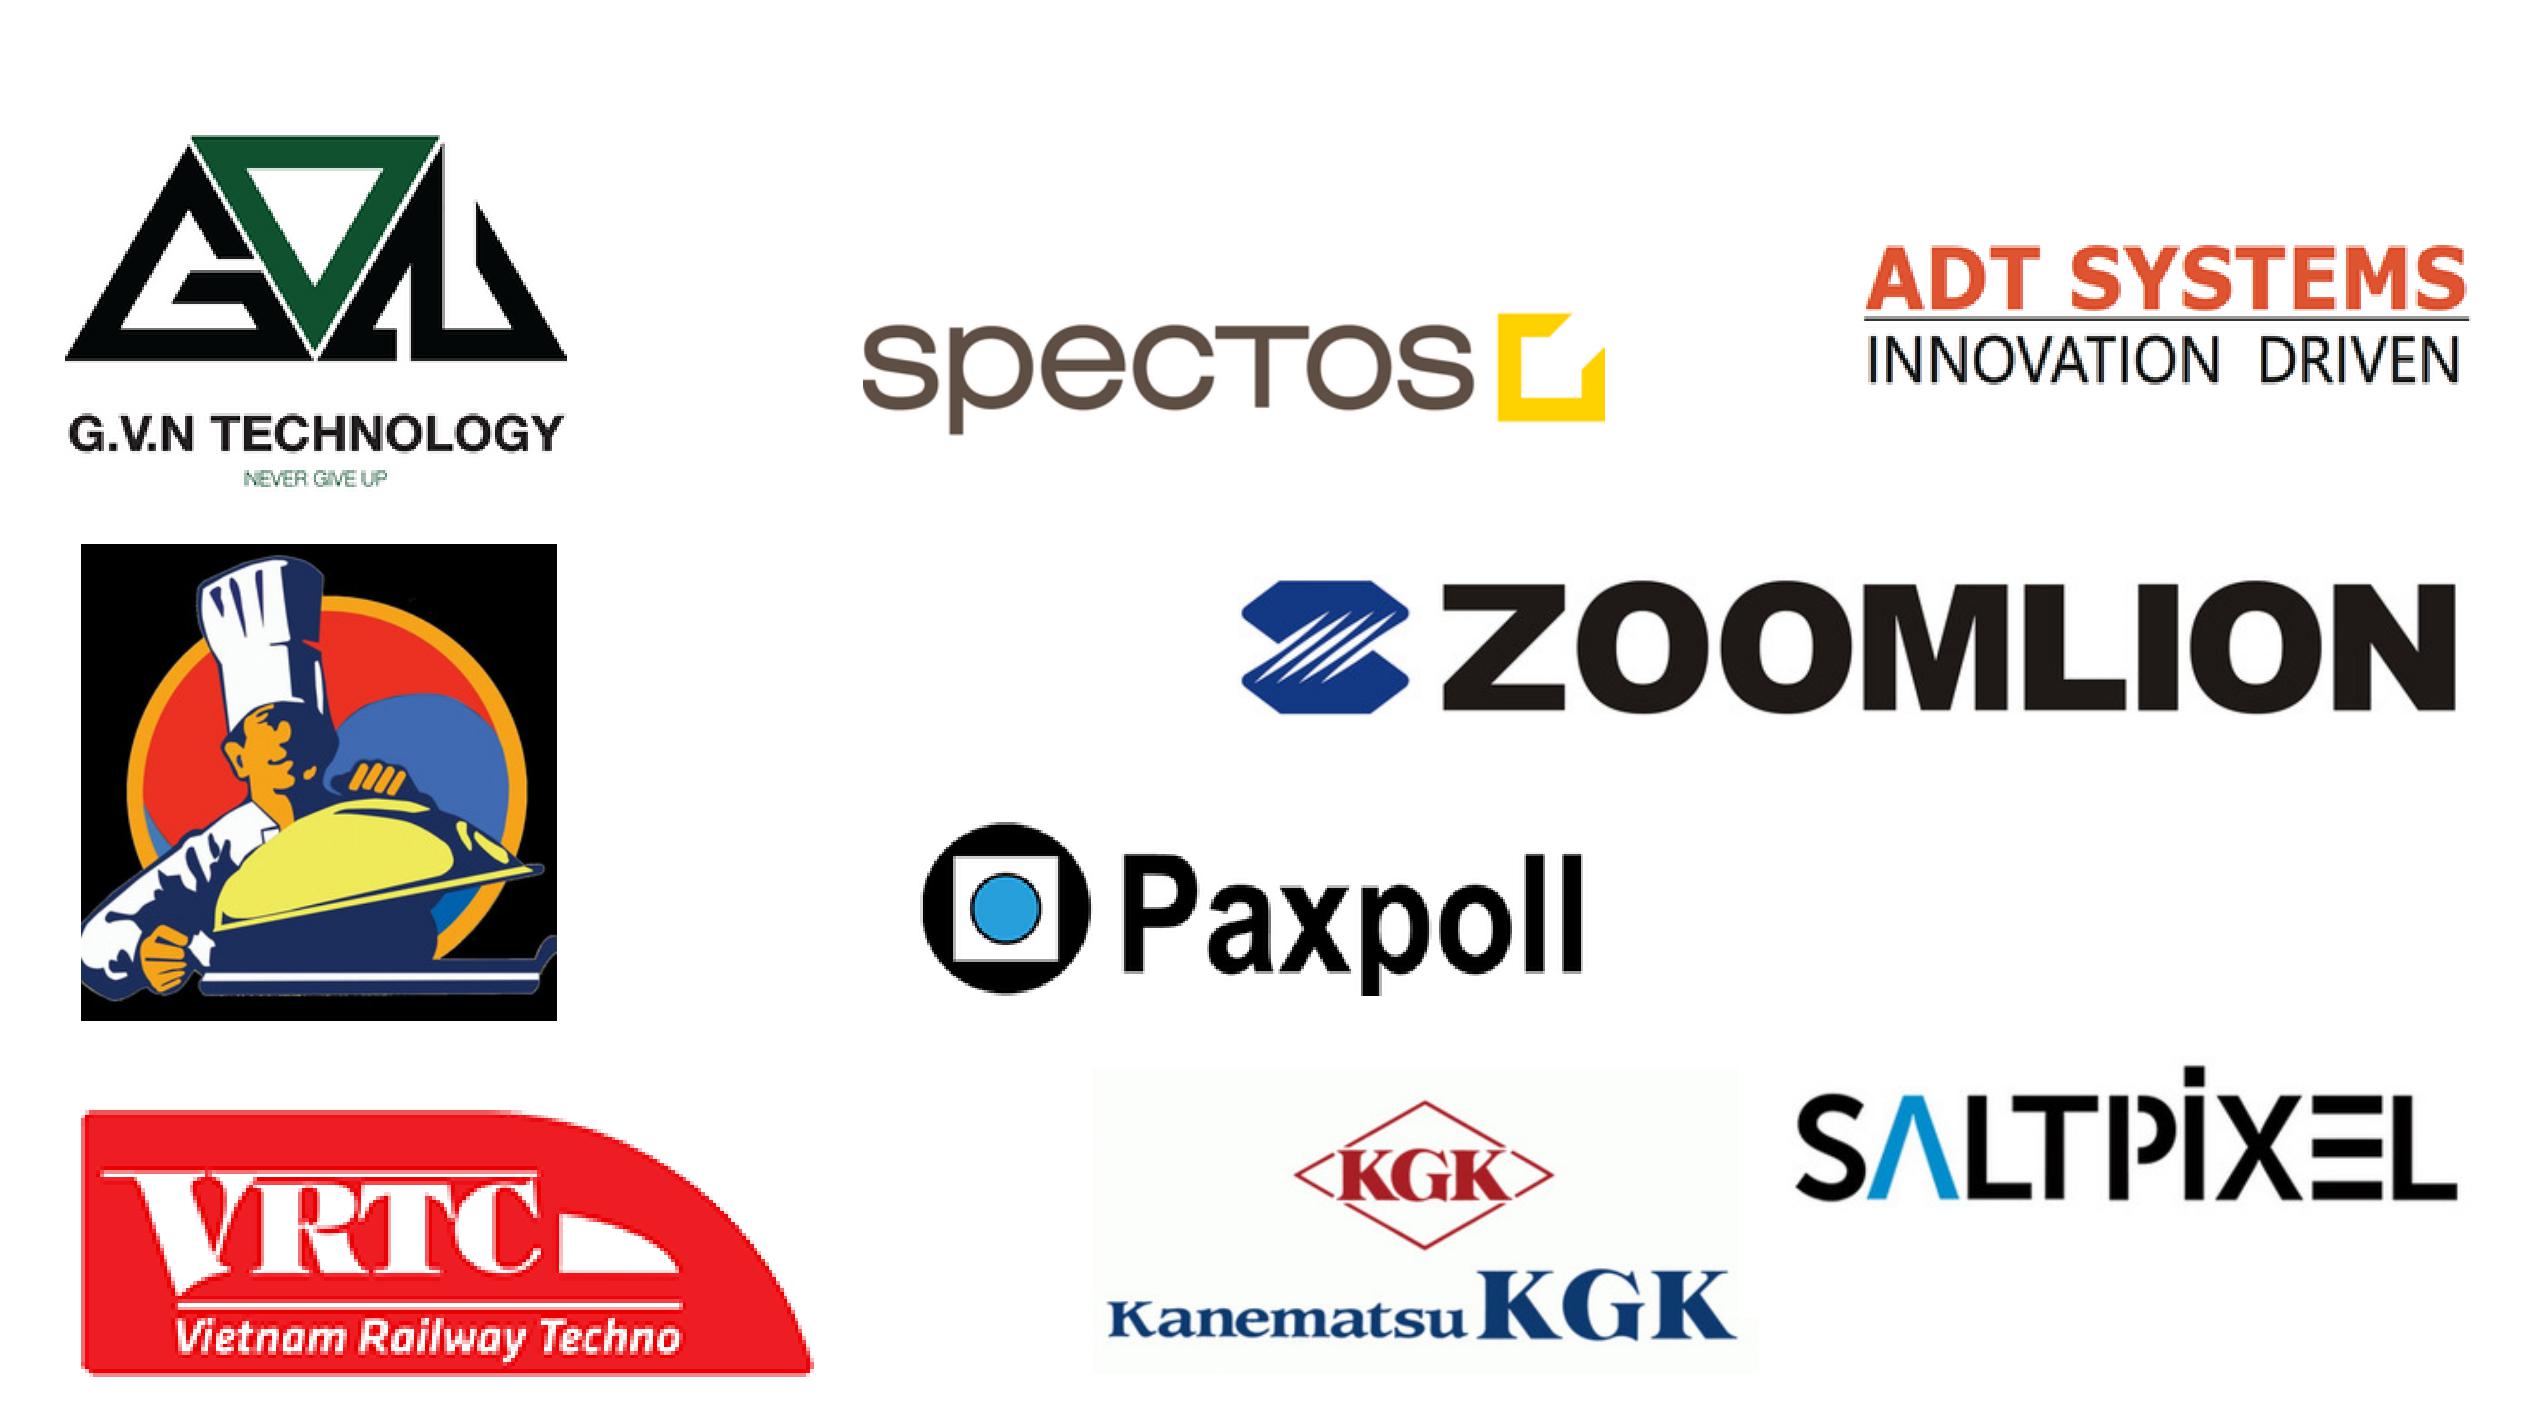 G.V.N TECHNOLOGY
NEVER GIVE UP
spectos
ADT SYSTEMS
INNOVATION DRIVEN
ZOOMLION
Paxpoll
VRTC
Vietnam Railway Techno
KGK
Kanematsu KGK
SALTPIXEL